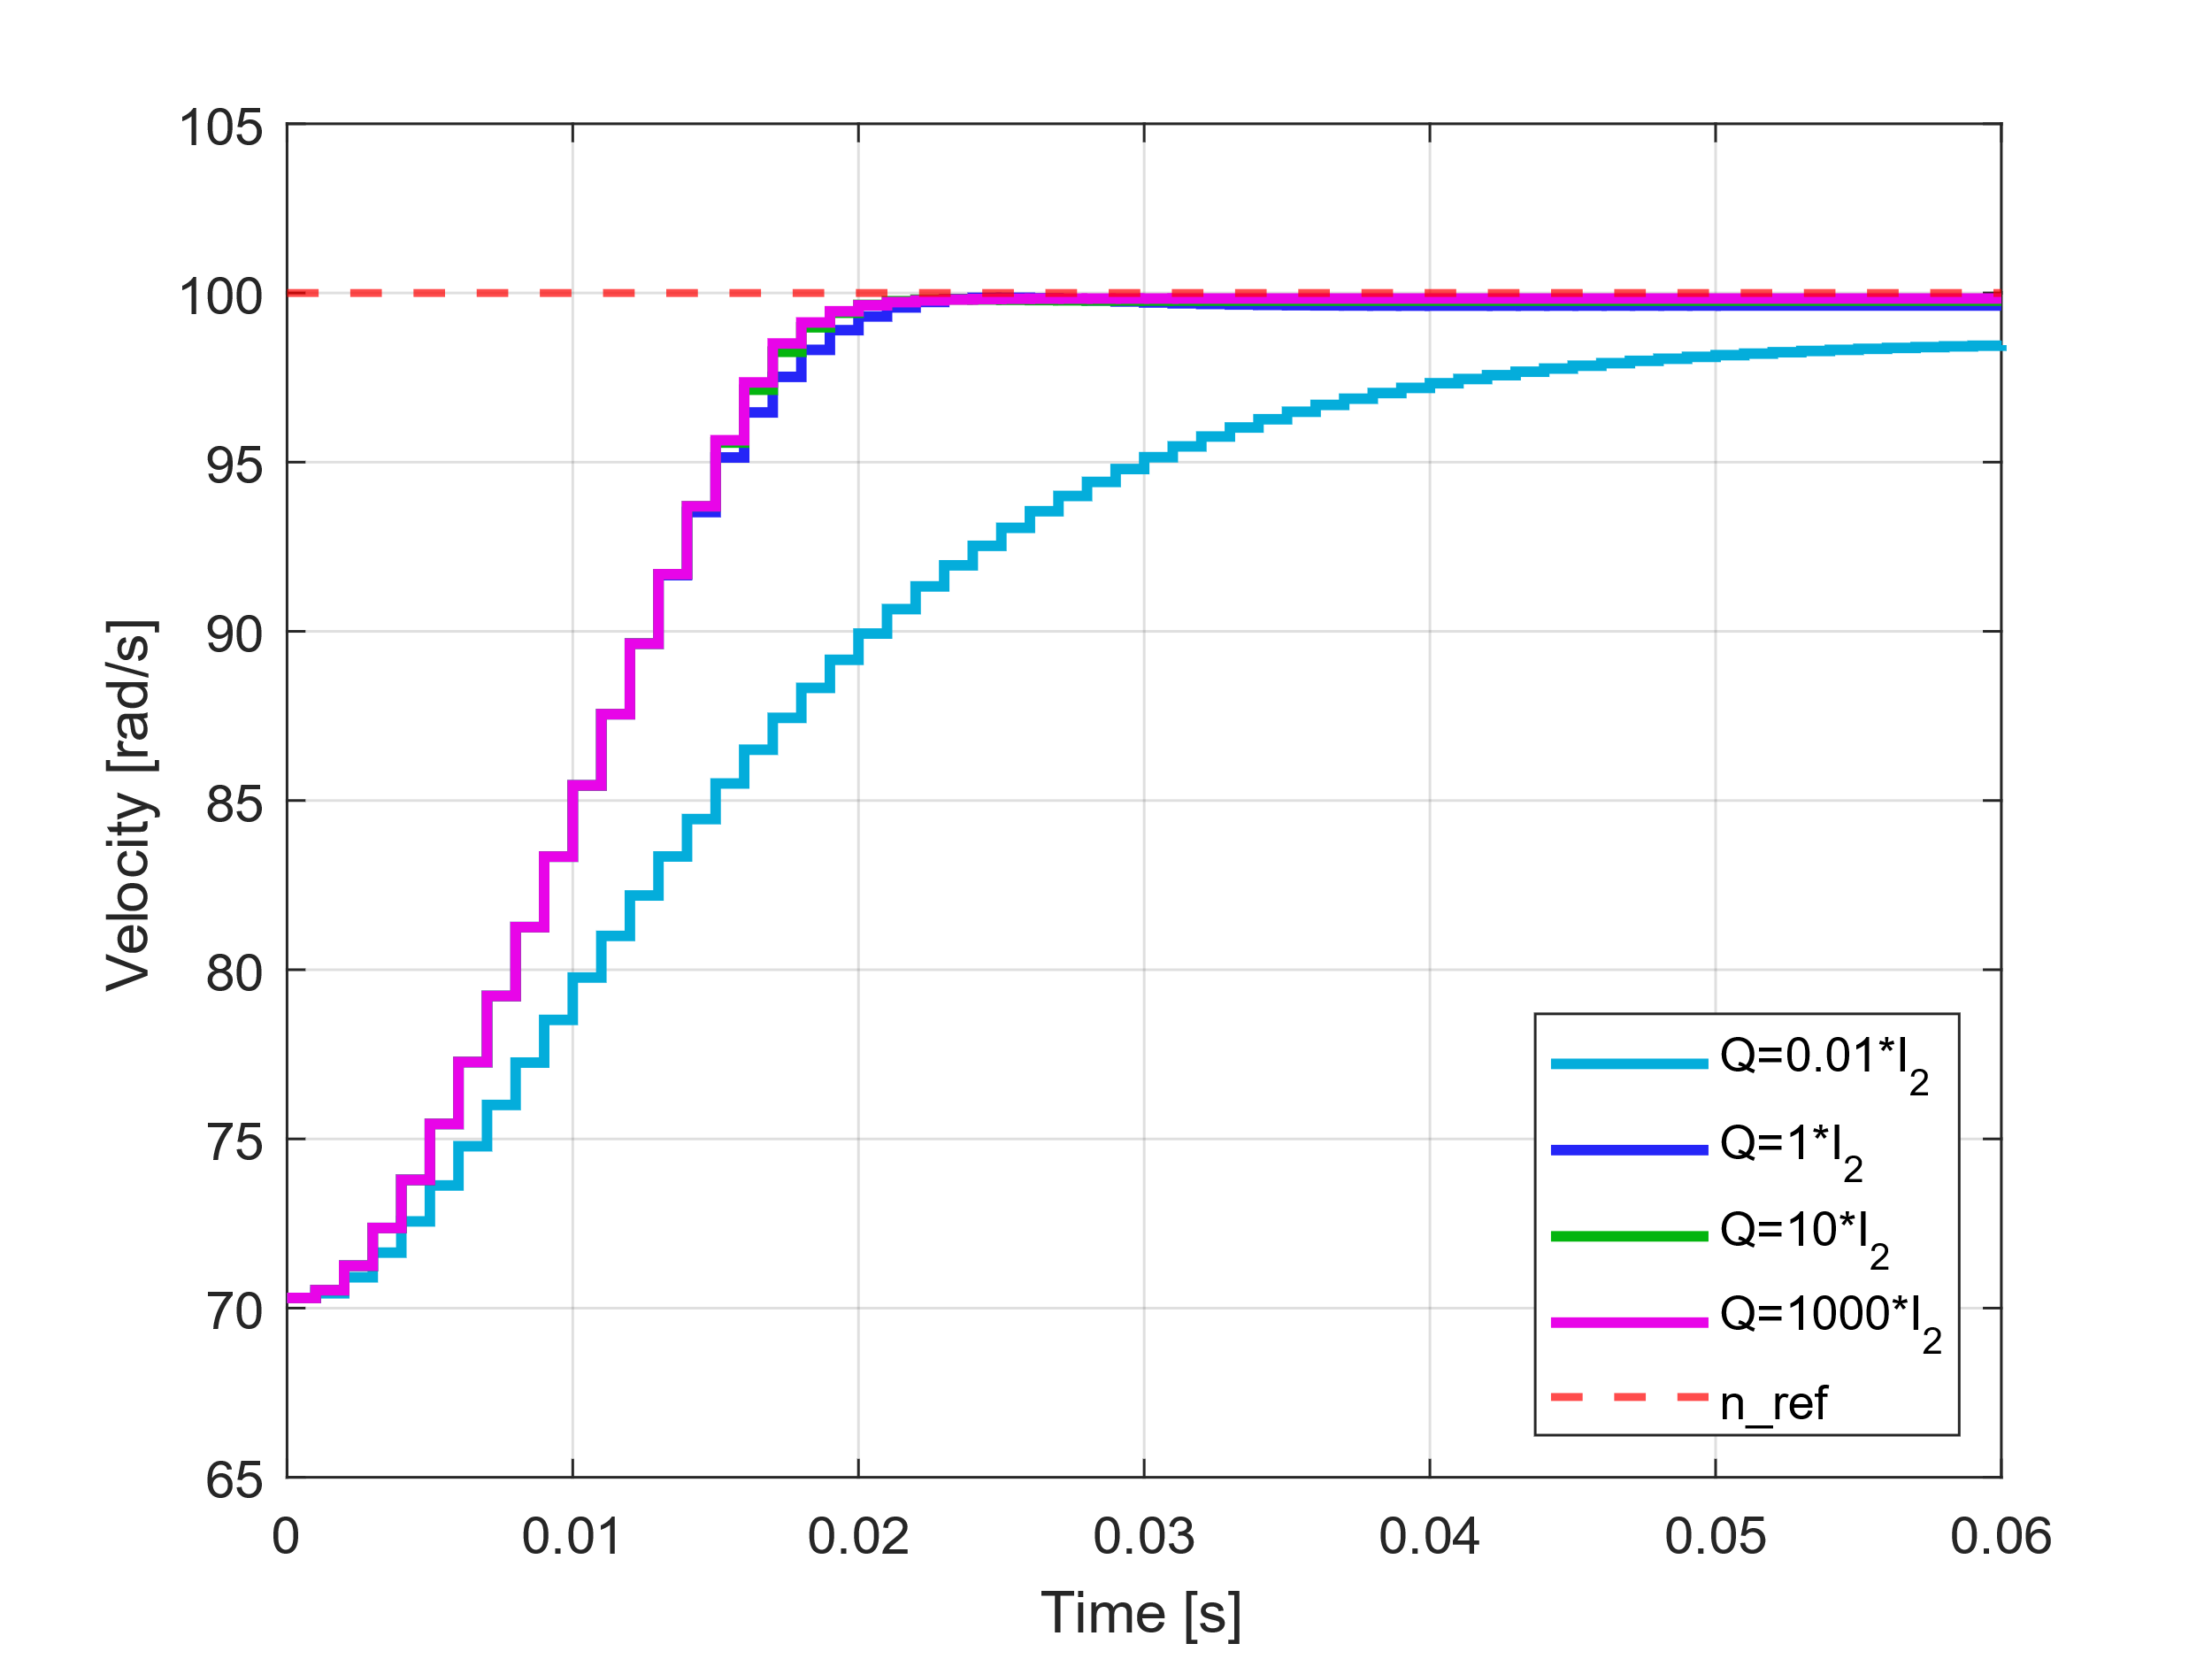 105
100
95
90
85
80
75
70
65
0
0.01
0.02
0.03
0.04
0.05
0.06
Velocity [rad/s]
Time [s]
Q=0.01*I₂
Q=1*I₂
Q=10*I₂
Q=1000*I₂
n_ref